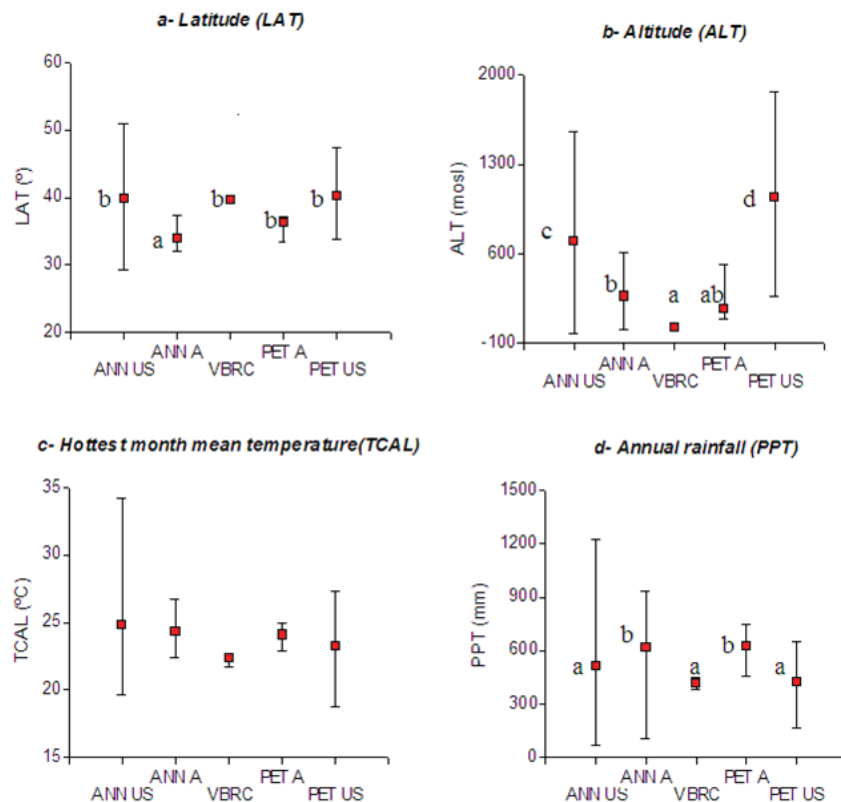 a- Latitude (LAT)
60
50
40
30
20
LAT (º)
b
a
b
b
b
ANN US
ANN A
VBRC
PET A
PET US
b- Altitude (ALT)
2000
1300
600
-100
ALT (mosl)
c
b
a
ab
d
ANN US
ANN A
VBRC
PET A
PET US
c- Hottest month mean temperature(TCAL)
35
30
25
20
15
TCAL (ºC)
ANN US
ANN A
VBRC
PET A
PET US
d- Annual rainfall (PPT)
1500
1200
900
600
300
0
PPT (mm)
a
b
a
b
a
ANN US
ANN A
VBRC
PET A
PET US